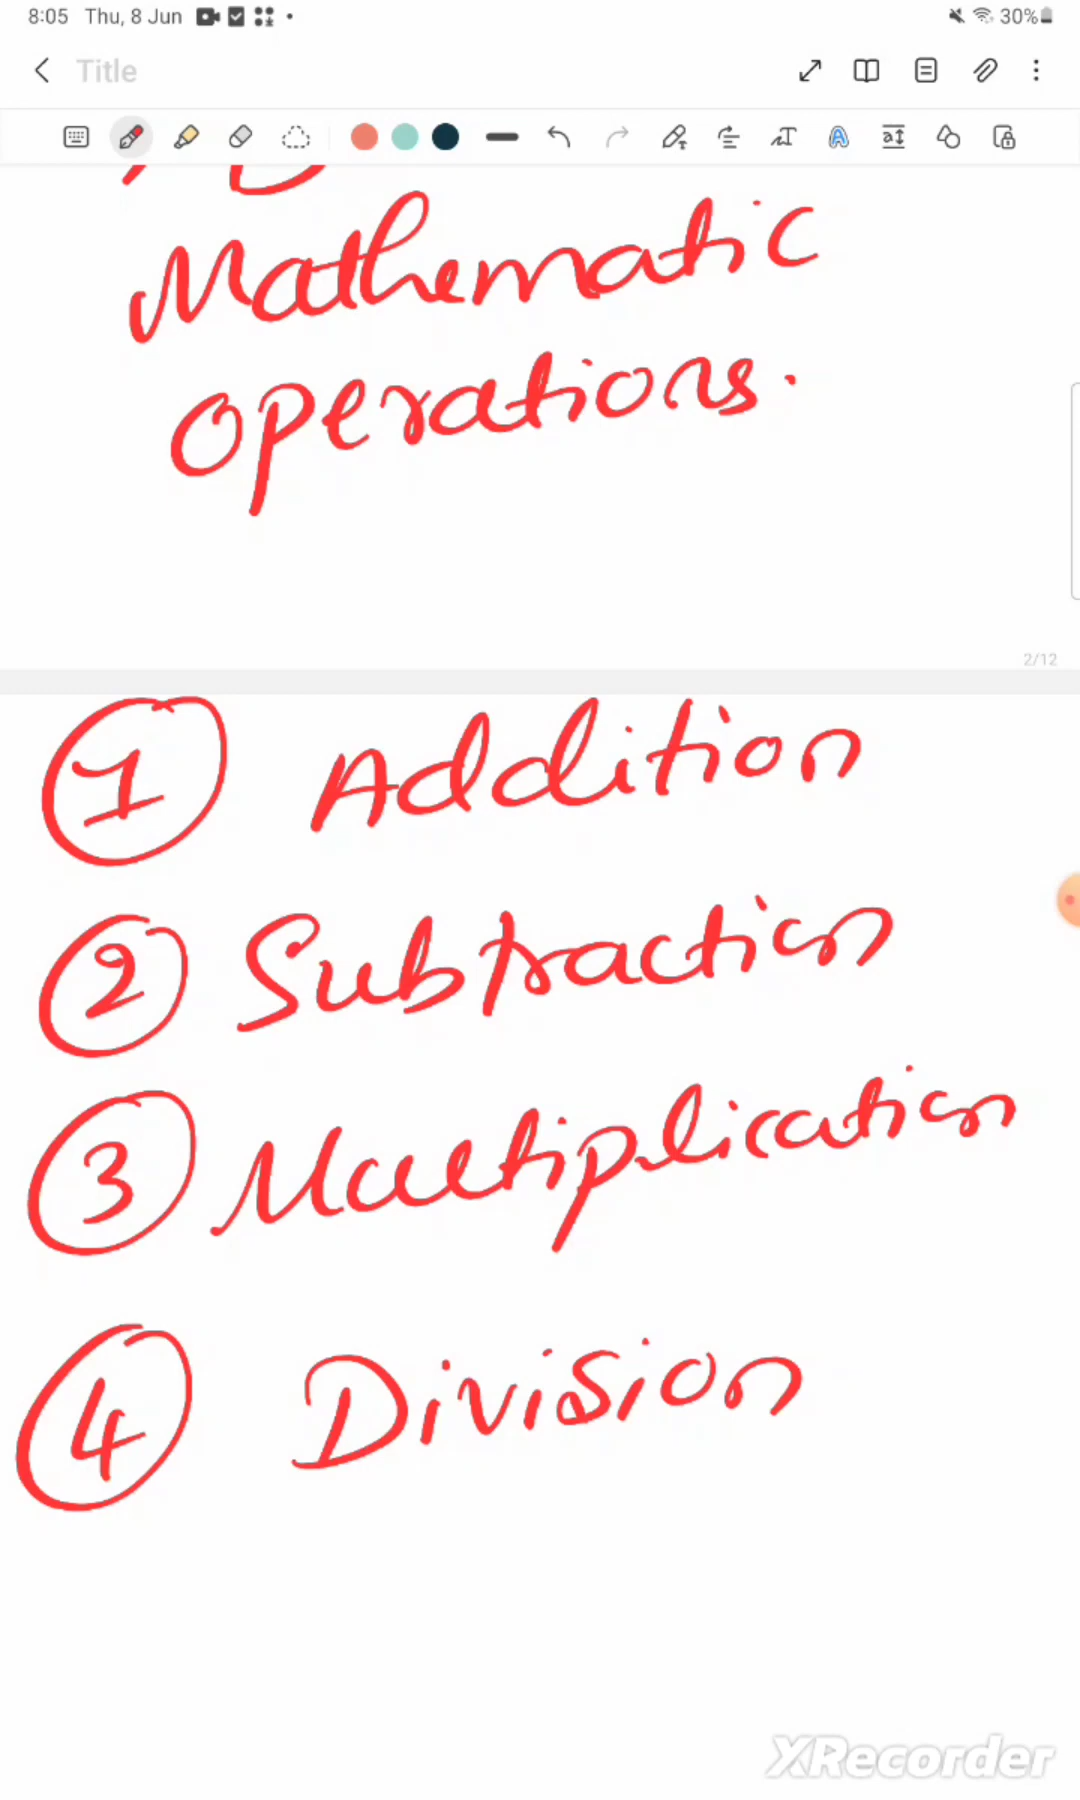 8:05 Thu, 8 Jun
30%
Title
Mathematic
operations.
2/12
1 Addition
2 Subtraction
3 Multiplication
4 Division
XRecorder